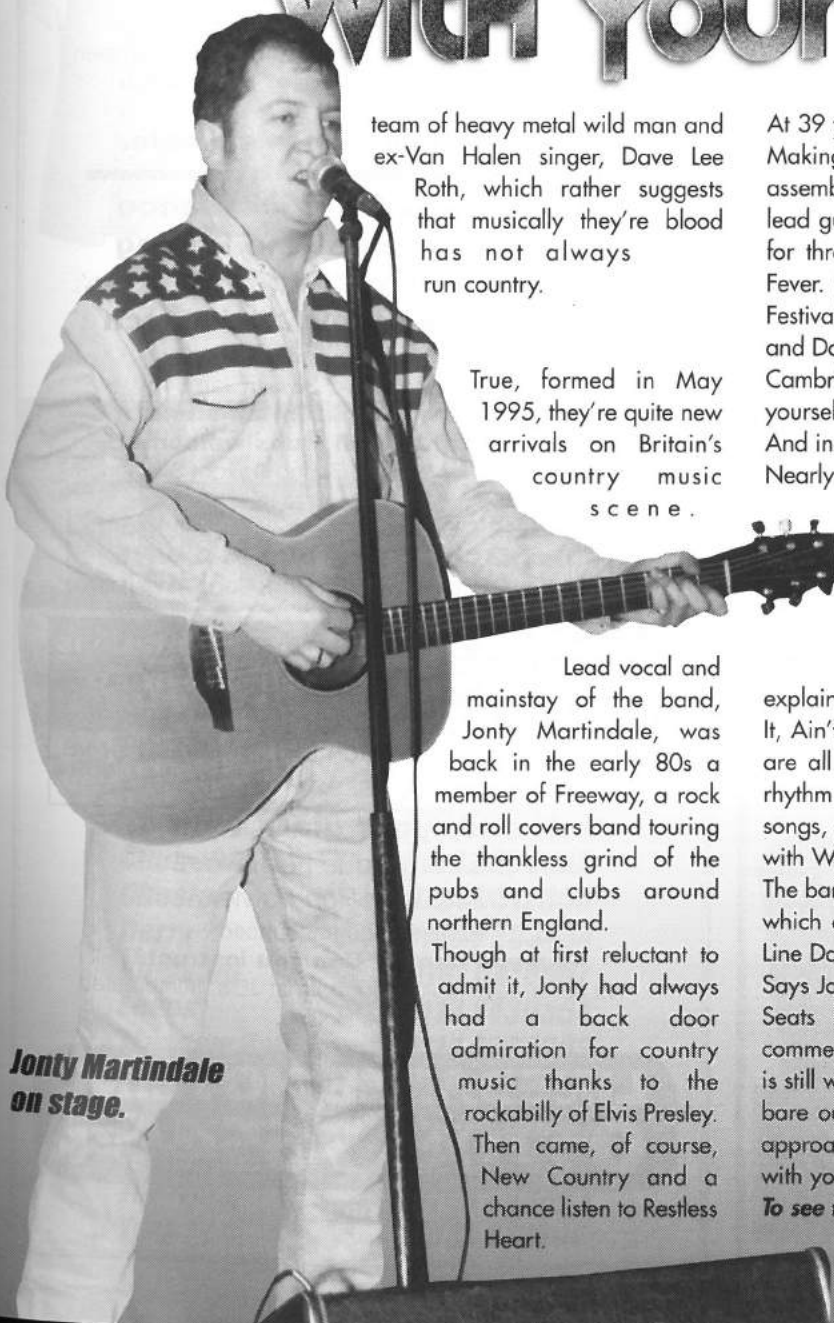 WITH YOUR
team of heavy metal wild man and
ex-Van Halen singer, Dave Lee
Roth, which rather suggests
that musically they're blood
has not always
run country.
True, formed in May
1995, they're quite new
arrivals on Britain's
country music
scene.
Lead vocal and
mainstay of the band,
Jonty Martindale, was
back in the early 80s a
member of Freeway, a rock
and roll covers band touring
the thankless grind of the
pubs and clubs around
northern England.
Though at first reluctant to
admit it, Jonty had always
had a back door
admiration for country
music thanks to the
rockabilly of Elvis Presley.
Then came, of course,
New Country and a
chance listen to Restless
Heart.
At 39
Making
assemb
lead gu
for thr
Fever.
Festiva
and Do
Cambr
yoursel
And in
Nearly
explain
It, Ain't
are all
rhythm
songs,
with W
The bar
which
Line Da
Says Jo
Seats
comme
is still w
bare ou
approa
with yo
To see
Jonty Martindale
on stage.